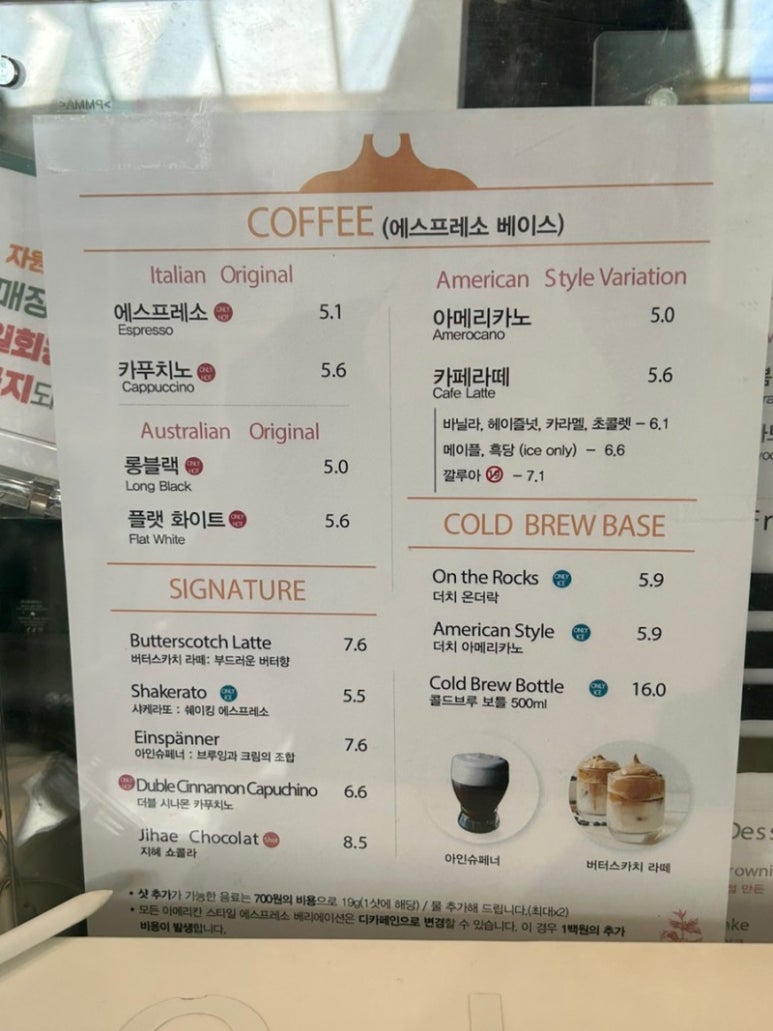 >PMMA<
COFFEE (에스프레소 베이스)
Italian Original
에스프레소 ONLY HOT 5.1
Espresso
카푸치노 ONLY HOT 5.6
Cappuccino
Australian Original
롱블랙 ONLY HOT 5.0
Long Black
플랫 화이트 ONLY HOT 5.6
Flat White
SIGNATURE
Butterscotch Latte 7.6
버터스카치 라떼: 부드러운 버터향
Shakerato ONLY ICE 5.5
샤케라또 : 쉐이킹 에스프레소
Einspänner 7.6
아인슈페너 : 브루잉과 크림의 조합
ONLY HOT Duble Cinnamon Capuchino 6.6
더블 시나몬 카푸치노
Jihae Chocolat 8.5
지혜 쇼콜라
American Style Variation
아메리카노 5.0
Amerocano
카페라떼 5.6
Cafe Latte
바닐라, 헤이즐넛, 카라멜, 초콜렛 – 6.1
메이플, 흑당 (ice only) – 6.6
깔루아 19 – 7.1
COLD BREW BASE
On the Rocks ONLY ICE 5.9
더치 온더락
American Style ONLY ICE 5.9
더치 아메리카노
Cold Brew Bottle ONLY ICE 16.0
콜드브루 보틀 500ml
아인슈페너
버터스카치 라떼
• 샷 추가가 가능한 음료는 700원의 비용으로 19g(1샷에 해당) / 물 추가해 드립니다.(최대x2)
• 모든 아메리칸 스타일 에스프레소 베리에이션은 디카페인으로 변경할 수 있습니다. 이 경우 1백원의 추가
비용이 발생합니다.
자원
매장
일회
지되